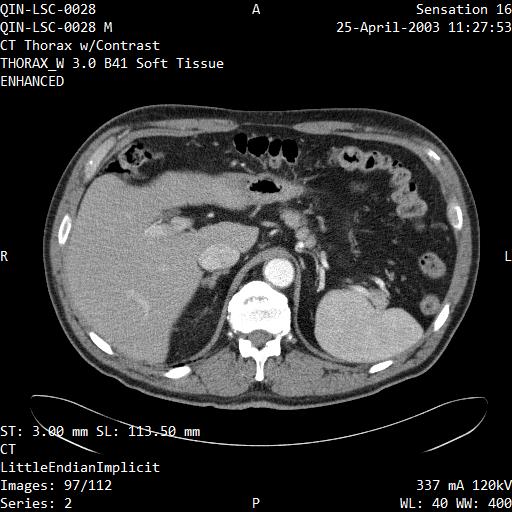 QIN-LSC-0028
A
Sensation 16
QIN-LSC-0028 M
25-April-2003 11:27:53
CT Thorax w/Contrast
THORAX_W 3.0 B41 Soft Tissue
ENHANCED
R
L
ST: 3.00 mm SL: 113.50 mm
CT
LittleEndianImplicit
Images: 97/112
337 mA 120kV
Series: 2
P
WL: 40 WW: 400